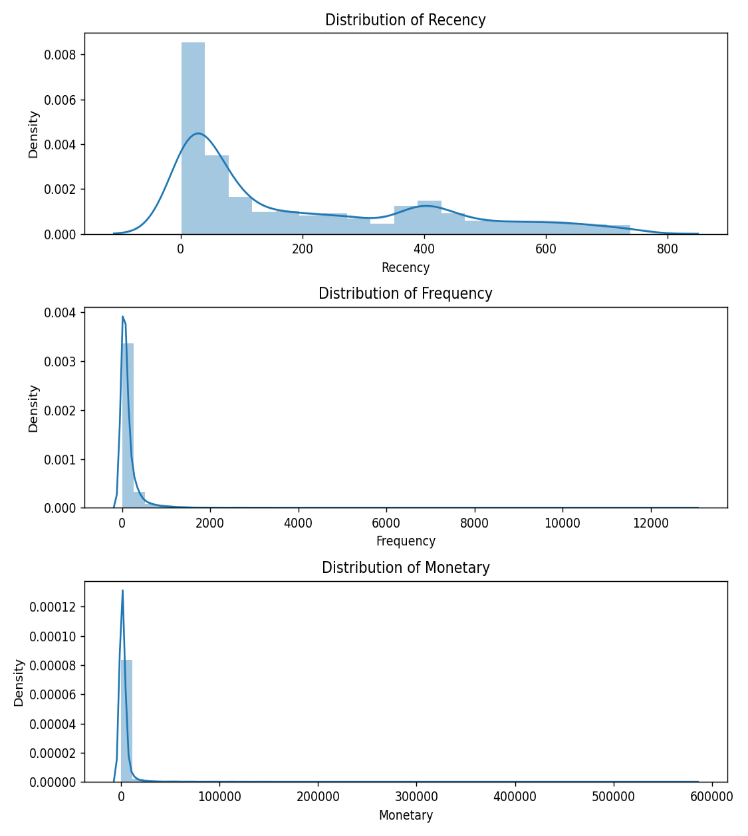 Distribution of Recency
0.008
0.006
0.004
0.002
0.000
Density
0 200 400 600 800
Recency
Distribution of Frequency
0.004
0.003
0.002
0.001
0.000
Density
0 2000 4000 6000 8000 10000 12000
Frequency
Distribution of Monetary
0.00012
0.00010
0.00008
0.00006
0.00004
0.00002
0.00000
Density
0 100000 200000 300000 400000 500000 600000
Monetary